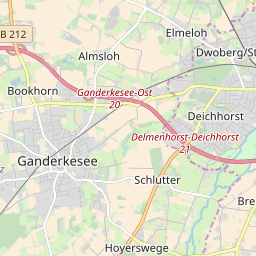 Elmeloh
B 212
Almsloh
Dwoberg/St
Bookhorn
Ganderkesee-Ost
20
Deichhorst
Delmenhorst-Deichhorst
21
Ganderkesee
Schlutter
Bre
Hoyerswege